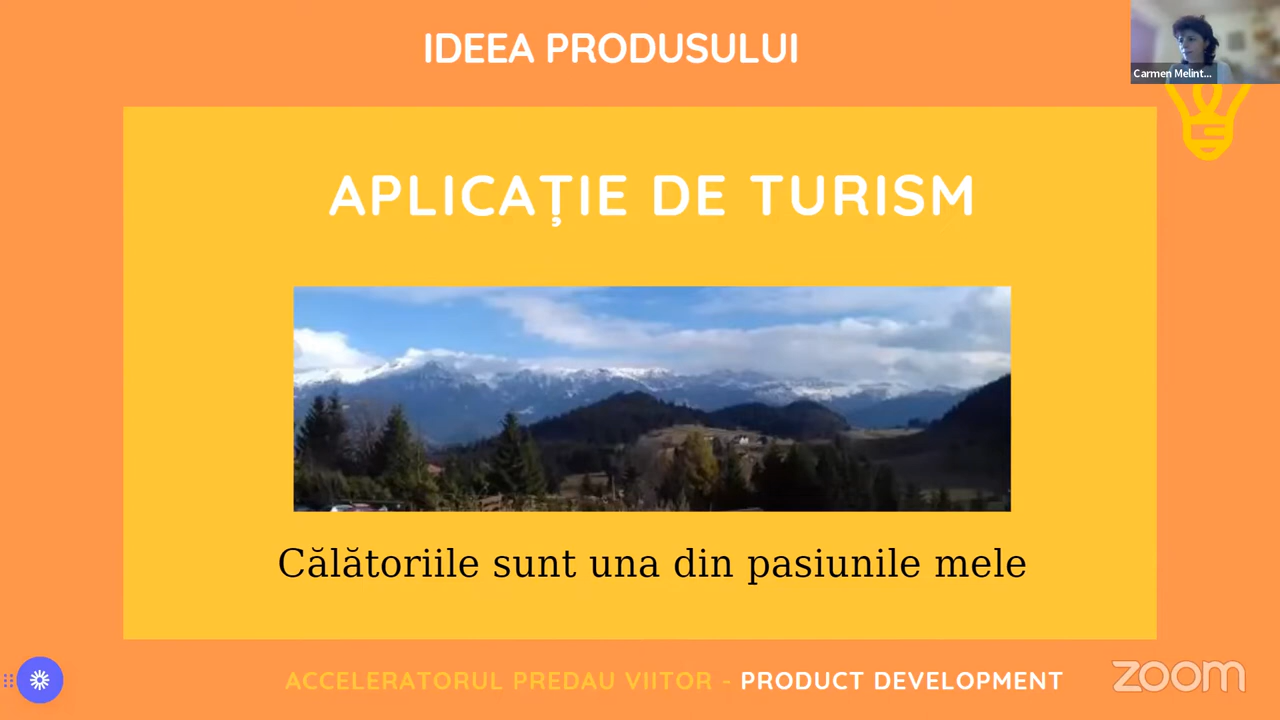 IDEEA PRODUSULUI
Carmen Melint...
APLICAȚIE DE TURISM
Călătoriile sunt una din pasiunile mele
ACCELERATORUL PREDAU VIITOR - PRODUCT DEVELOPMENT
zoom